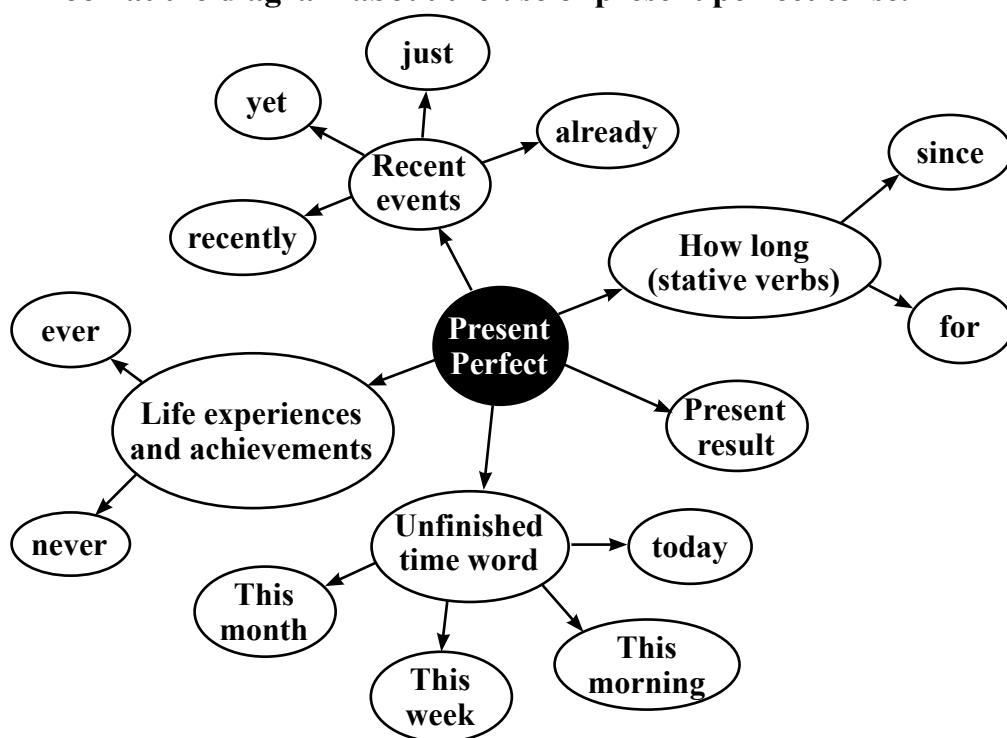 just
yet
already
Recent
events
recently
since
How long
(stative verbs)
for
Present
Perfect
ever
Life experiences
and achievements
never
Present
result
Unfinished
time word
today
This
month
This
week
This
morning